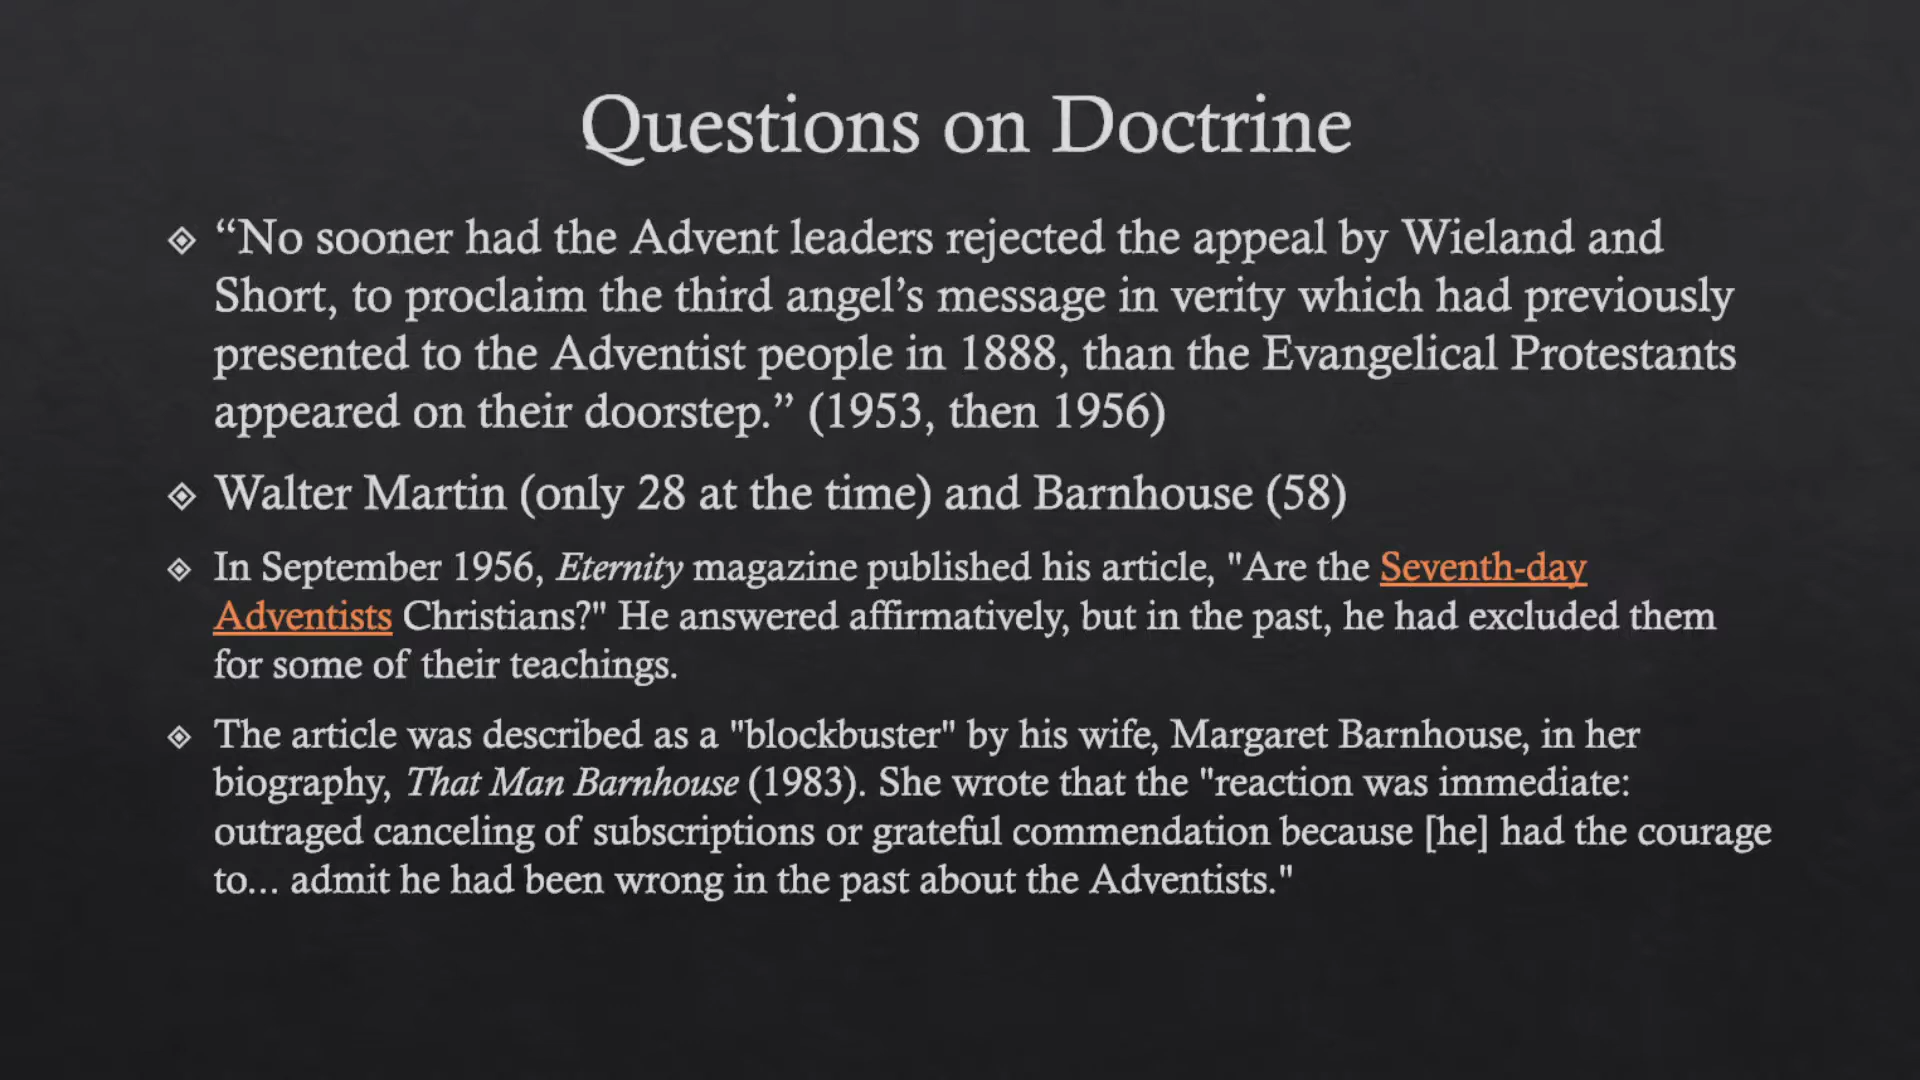 Questions on Doctrine
“No sooner had the Advent leaders rejected the appeal by Wieland and
Short, to proclaim the third angel’s message in verity which had previously
presented to the Adventist people in 1888, than the Evangelical Protestants
appeared on their doorstep.” (1953, then 1956)
Walter Martin (only 28 at the time) and Barnhouse (58)
In September 1956, Eternity magazine published his article, "Are the Seventh-day
Adventists Christians?" He answered affirmatively, but in the past, he had excluded them
for some of their teachings.
The article was described as a "blockbuster" by his wife, Margaret Barnhouse, in her
biography, That Man Barnhouse (1983). She wrote that the "reaction was immediate:
outraged canceling of subscriptions or grateful commendation because [he] had the courage
to... admit he had been wrong in the past about the Adventists."